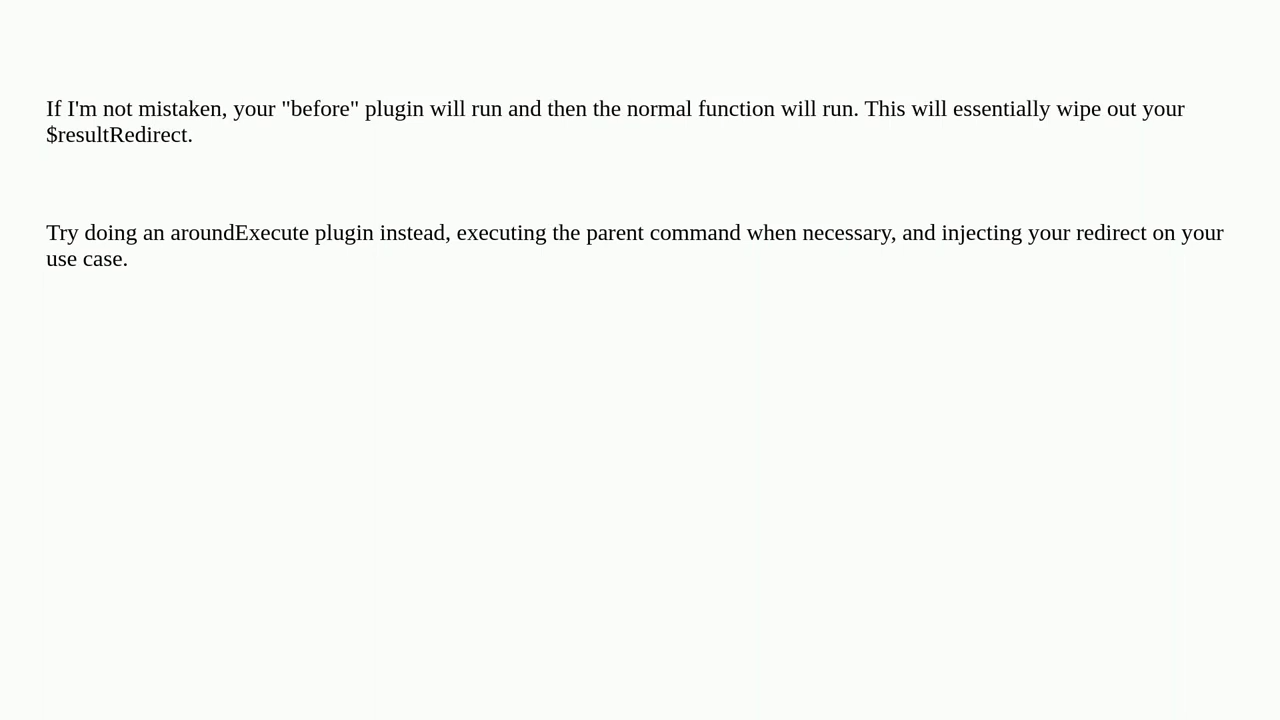 If I'm not mistaken, your "before" plugin will run and then the normal function will run. This will essentially wipe out your
$resultRedirect.
Try doing an aroundExecute plugin instead, executing the parent command when necessary, and injecting your redirect on your
use case.